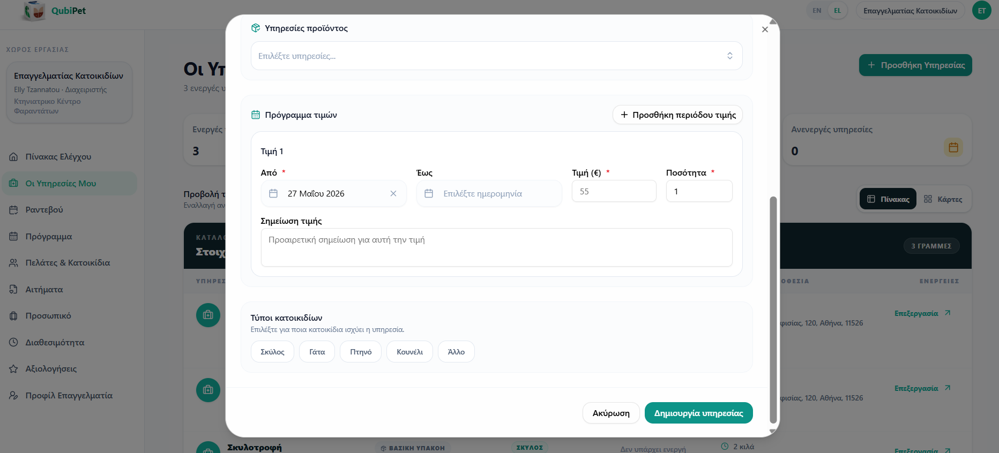 QubiPet
EN EL
Επαγγελματίας Κατοικιδίων
ET
ΧΩΡΟΣ ΕΡΓΑΣΙΑΣ
Επαγγελματίας Κατοικιδίων
Elly Tzannatou · Διαχειριστής
Κτηνιατρικο Κέντρο
Φαραντάτων
Πίνακας Ελέγχου
Οι Υπηρεσίες Μου
Ραντεβού
Πρόγραμμα
Πελάτες & Κατοικίδια
Αιτήματα
Προσωπικό
Διαθεσιμότητα
Αξιολογήσεις
Προφίλ Επαγγελματία
Οι Υπ
3 ενεργές υ
Προσθήκη Υπηρεσίας
Ενεργές
3
Ανενεργές υπηρεσίες
0
Προβολή τ
Εναλλαγή αν
Πίνακας
Κάρτες
ΚΑΤΑΛΟ
Στοιχ
3 ΓΡΑΜΜΕΣ
ΥΠΗΡΕΣ
ΟΘΕΣΙΑ
ΕΝΕΡΓΕΙΕΣ
Επεξεργασία
φισίας, 120, Αθήνα, 11526
Επεξεργασία
φισίας, 120, Αθήνα, 11526
Σκυλοτροφή
ΒΑΣΙΚΗ ΥΠΑΚΟΗ
ΣΚΥΛΟΣ
Δεν υπάρχει ενεργή
2 κιλά
Επεξεργασία
Υπηρεσίες προϊόντος
Επιλέξτε υπηρεσίες...
Πρόγραμμα τιμών
Προσθήκη περιόδου τιμής
Τιμή 1
Από *
Έως
Τιμή (€) *
Ποσότητα *
27 Μαΐου 2026
Επιλέξτε ημερομηνία
55
1
Σημείωση τιμής
Προαιρετική σημείωση για αυτή την τιμή
Τύποι κατοικιδίων
Επιλέξτε για ποια κατοικίδια ισχύει η υπηρεσία.
Σκύλος
Γάτα
Πτηνό
Κουνέλι
Άλλο
Ακύρωση
Δημιουργία υπηρεσίας